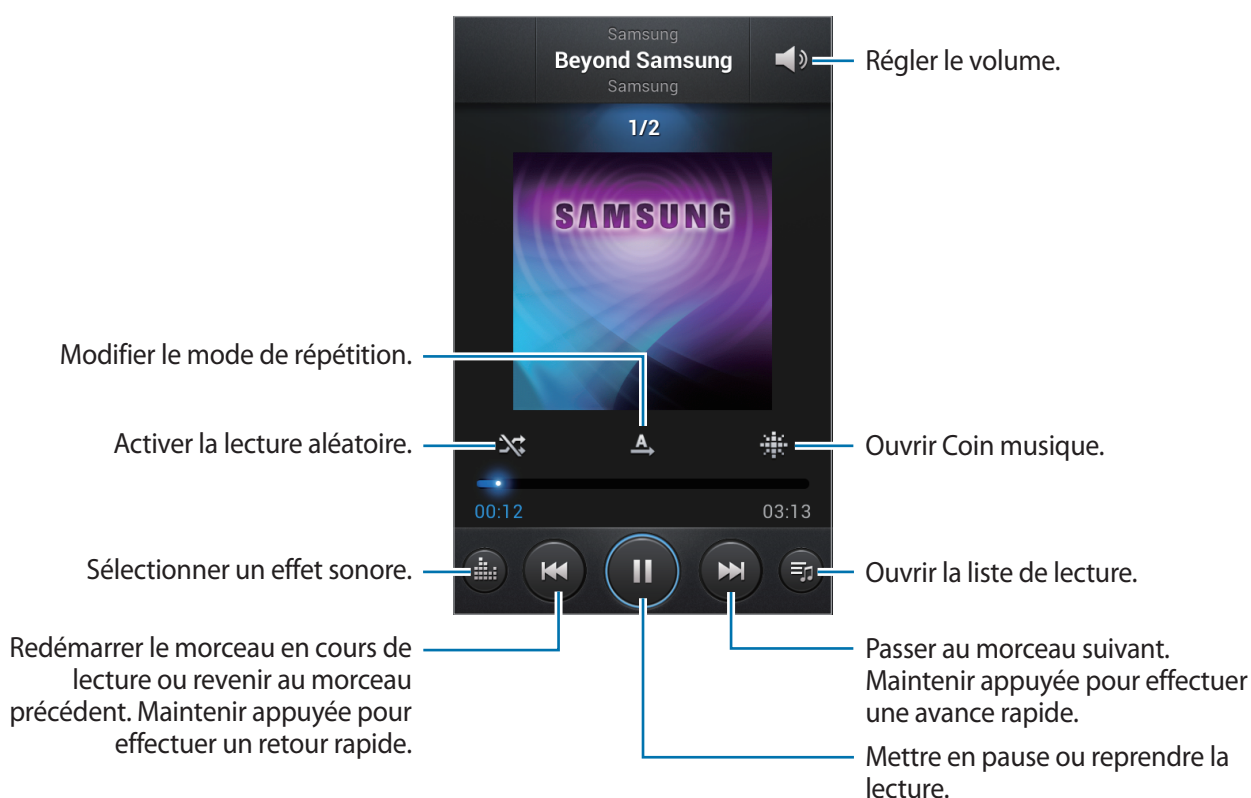 Samsung
Beyond Samsung
Samsung
Régler le volume.
1/2
SAMSUNG
Modifier le mode de répétition.
Activer la lecture aléatoire.
A
Ouvrir Coin musique.
00:12
03:13
Sélectionner un effet sonore.
Ouvrir la liste de lecture.
Redémarrer le morceau en cours de
lecture ou revenir au morceau
précédent. Maintenir appuyée pour
effectuer un retour rapide.
Passer au morceau suivant.
Maintenir appuyée pour effectuer
une avance rapide.
Mettre en pause ou reprendre la
lecture.